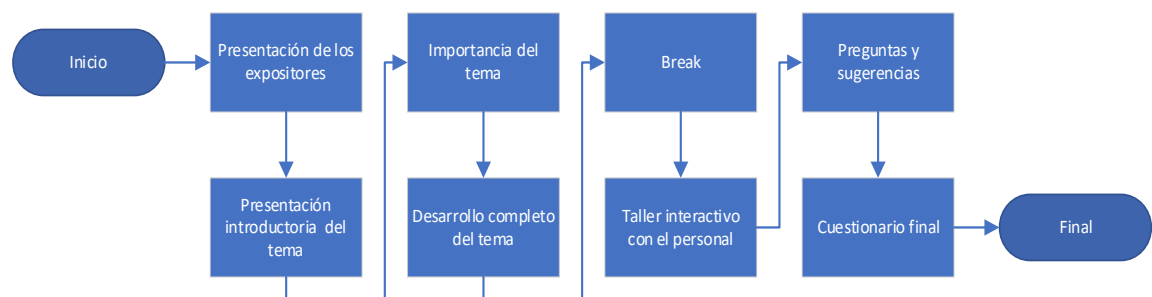 Inicio
Presentación de los
expositores
Presentación
introductoria del
tema
Importancia del
tema
Desarrollo completo
del tema
Break
Taller interactivo
con el personal
Preguntas y
sugerencias
Cuestionario final
Final